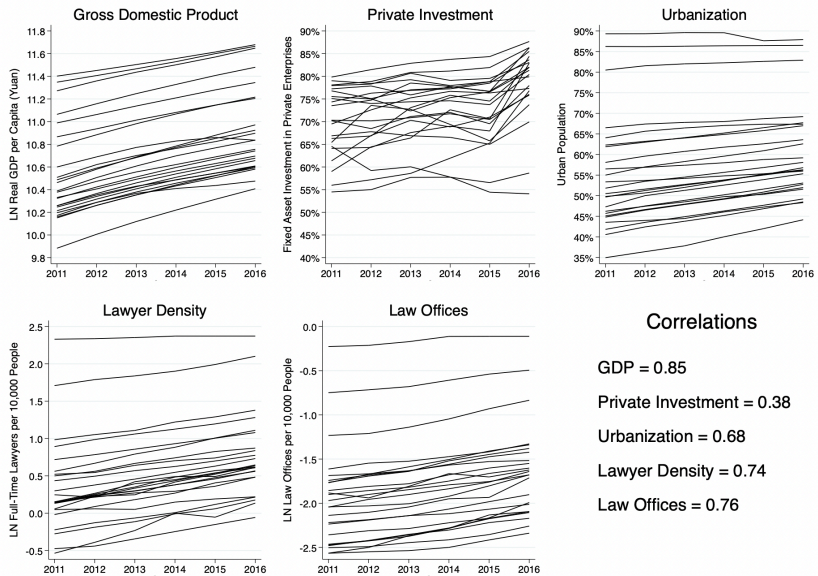 Gross Domestic Product
LN Real GDP per Capita (Yuan)
11.8
11.6
11.4
11.2
11.0
10.8
10.6
10.4
10.2
10.0
9.8
2011 2012 2013 2014 2015 2016
Private Investment
Fixed Asset Investment in Private Enterprises
90%
85%
80%
75%
70%
65%
60%
55%
50%
45%
40%
2011 2012 2013 2014 2015 2016
Urbanization
Urban Population
90%
85%
80%
75%
70%
65%
60%
55%
50%
45%
40%
35%
2011 2012 2013 2014 2015 2016
Lawyer Density
LN Full-Time Lawyers per 10,000 People
2.5
2.0
1.5
1.0
0.5
0.0
-0.5
2011 2012 2013 2014 2015 2016
Law Offices
LN Law Offices per 10,000 People
0.0
-0.5
-1.0
-1.5
-2.0
-2.5
2011 2012 2013 2014 2015 2016
Correlations
GDP = 0.85
Private Investment = 0.38
Urbanization = 0.68
Lawyer Density = 0.74
Law Offices = 0.76